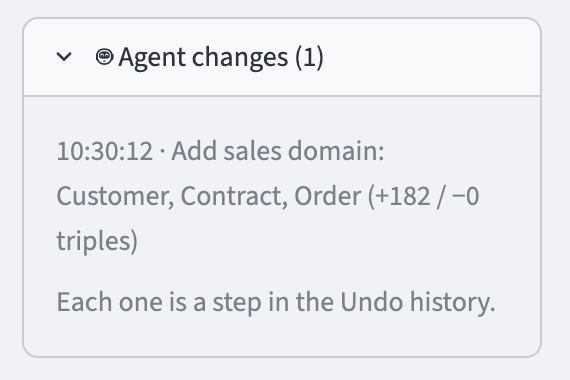 Agent changes (1)
10:30:12 · Add sales domain:
Customer, Contract, Order (+182 / −0
triples)
Each one is a step in the Undo history.